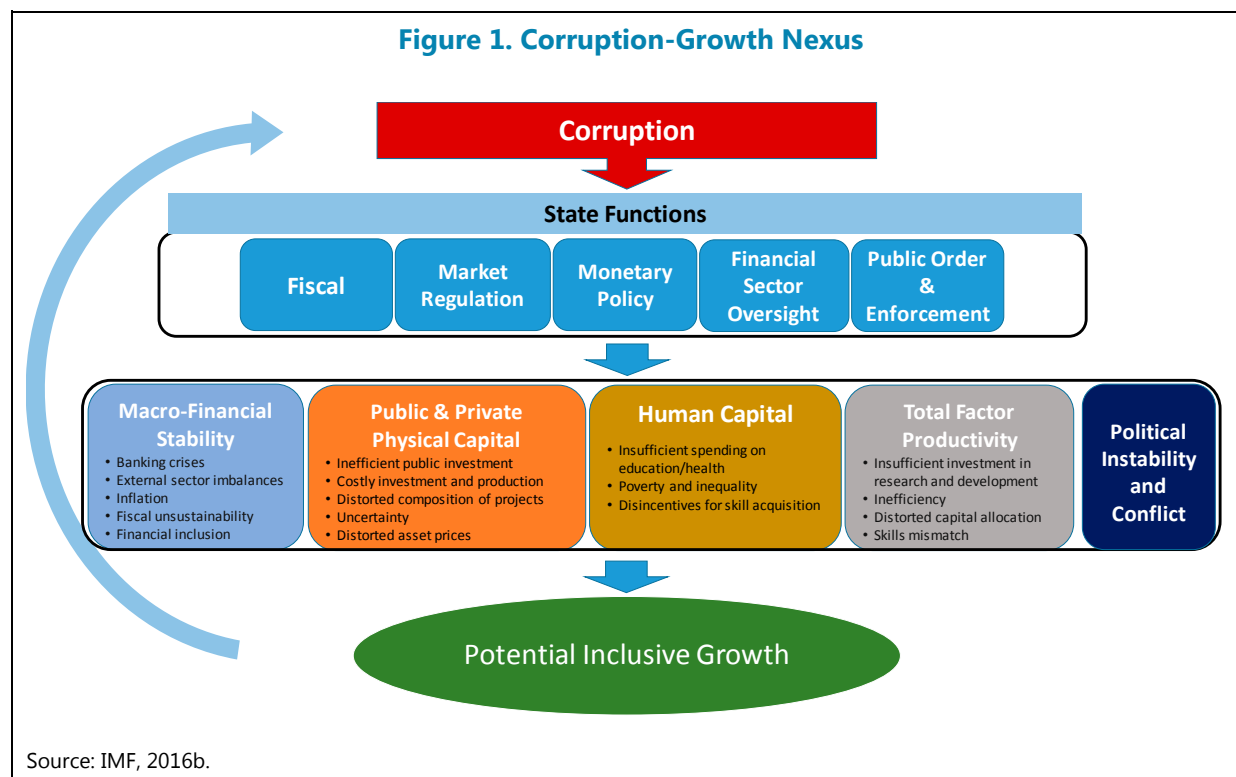 Figure 1. Corruption-Growth Nexus
Corruption
State Functions
Fiscal
Market
Regulation
Monetary
Policy
Financial
Sector
Oversight
Public Order
&
Enforcement
Macro-Financial
Stability
• Banking crises
• External sector imbalances
• Inflation
• Fiscal unsustainability
• Financial inclusion
Public & Private
Physical Capital
• Inefficient public investment
• Costly investment and production
• Distorted composition of projects
• Uncertainty
• Distorted asset prices
Human Capital
• Insufficient spending on
education/health
• Poverty and inequality
• Disincentives for skill acquisition
Total Factor
Productivity
• Insufficient investment in
research and development
• Inefficiency
• Distorted capital allocation
• Skills mismatch
Political
Instability
and
Conflict
Potential Inclusive Growth
Source: IMF, 2016b.